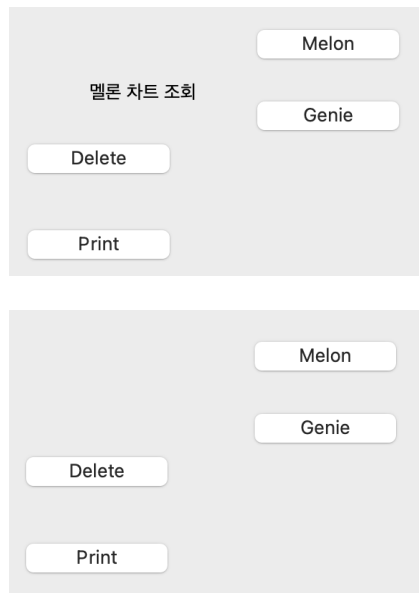 Melon
멜론 차트 조회
Genie
Delete
Print
Melon
Genie
Delete
Print